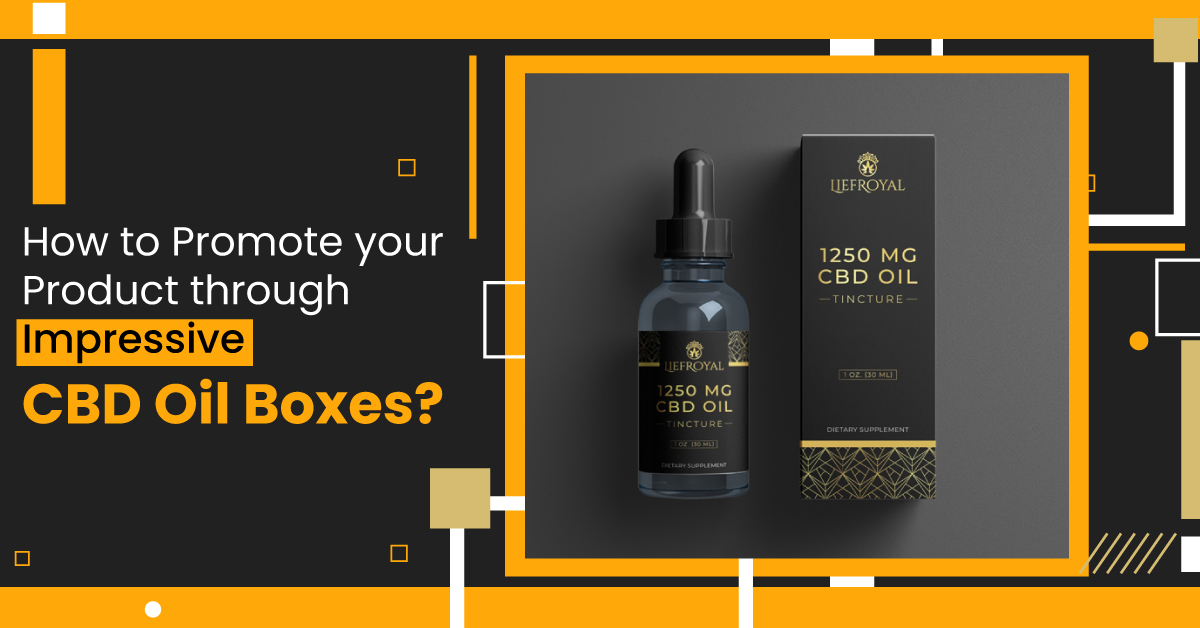 How to Promote your
Product through
Impressive
CBD Oil Boxes?
LIEFROYAL
1250 MG
CBD OIL
TINCTURE
1 OZ. (30 ML)
DIETARY SUPPLEMENT
LIEFROYAL
1250 MG
CBD OIL
TINCTURE
1 OZ. (30 ML)
DIETARY SUPPLEMENT